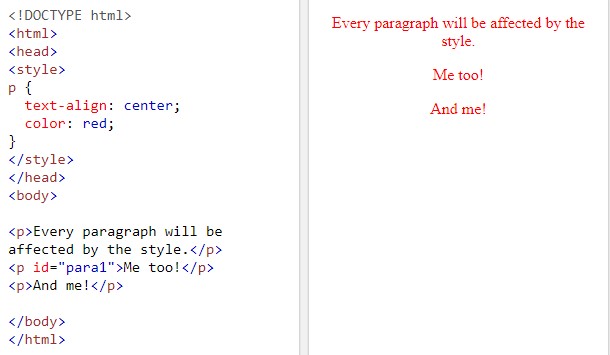 <!DOCTYPE html>
<html>
<head>
<style>
p {
  text-align: center;
  color: red;
}
</style>
</head>
<body>

<p>Every paragraph will be
affected by the style.</p>
<p id="para1">Me too!</p>
<p>And me!</p>

</body>
</html>
Every paragraph will be affected by the
style.
Me too!
And me!